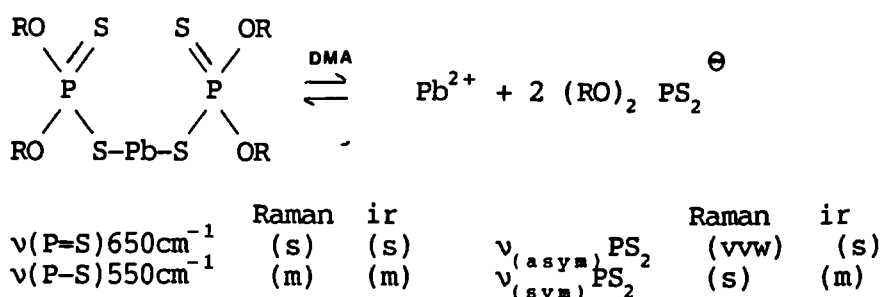 RO S S OR
DMA
P P ⇌ Pb²⁺ + 2 (RO)₂ PS₂ ⊖
RO S-Pb-S OR
Raman ir Raman ir
ν(P=S)650cm⁻¹ (s) (s) ν(asym)PS₂ (vvw) (s)
ν(P-S)550cm⁻¹ (m) (m) ν(sym)PS₂ (s) (m)